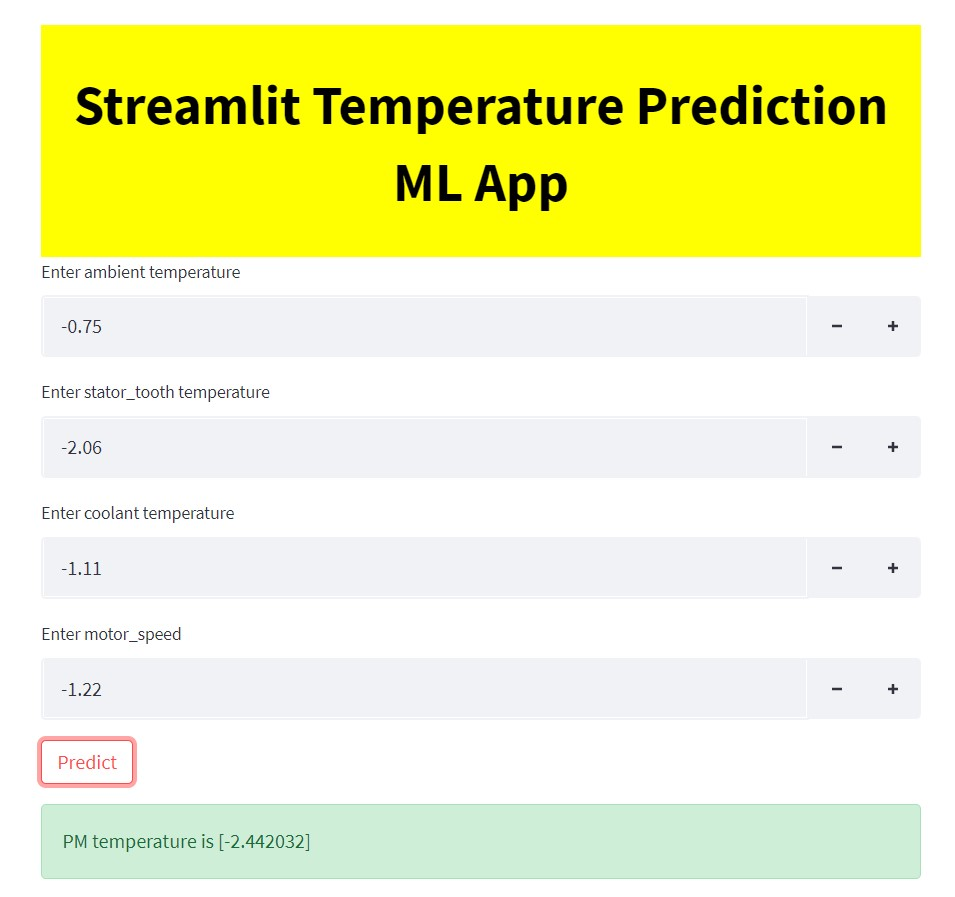 Streamlit Temperature Prediction
ML App
Enter ambient temperature
-0.75
Enter stator_tooth temperature
-2.06
Enter coolant temperature
-1.11
Enter motor_speed
-1.22
Predict
PM temperature is [-2.442032]